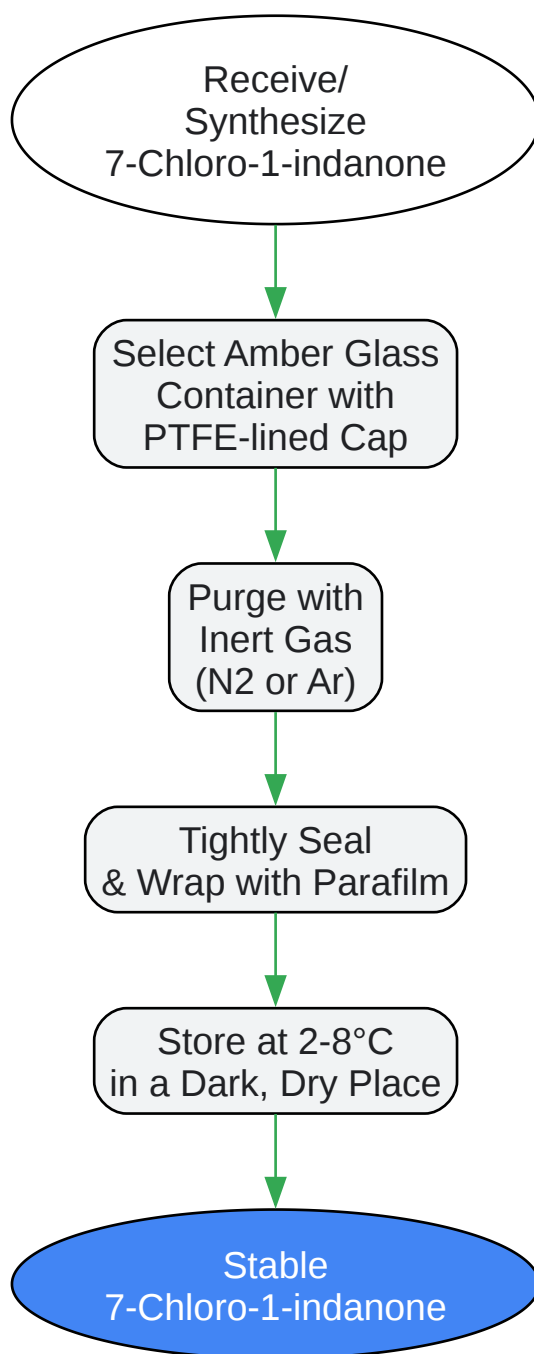 Receive/
Synthesize
7-Chloro-1-indanone
Select Amber Glass
Container with
PTFE-lined Cap
Purge with
Inert Gas
(N2 or Ar)
Tightly Seal
& Wrap with Parafilm
Store at 2-8°C
in a Dark, Dry Place
Stable
7-Chloro-1-indanone